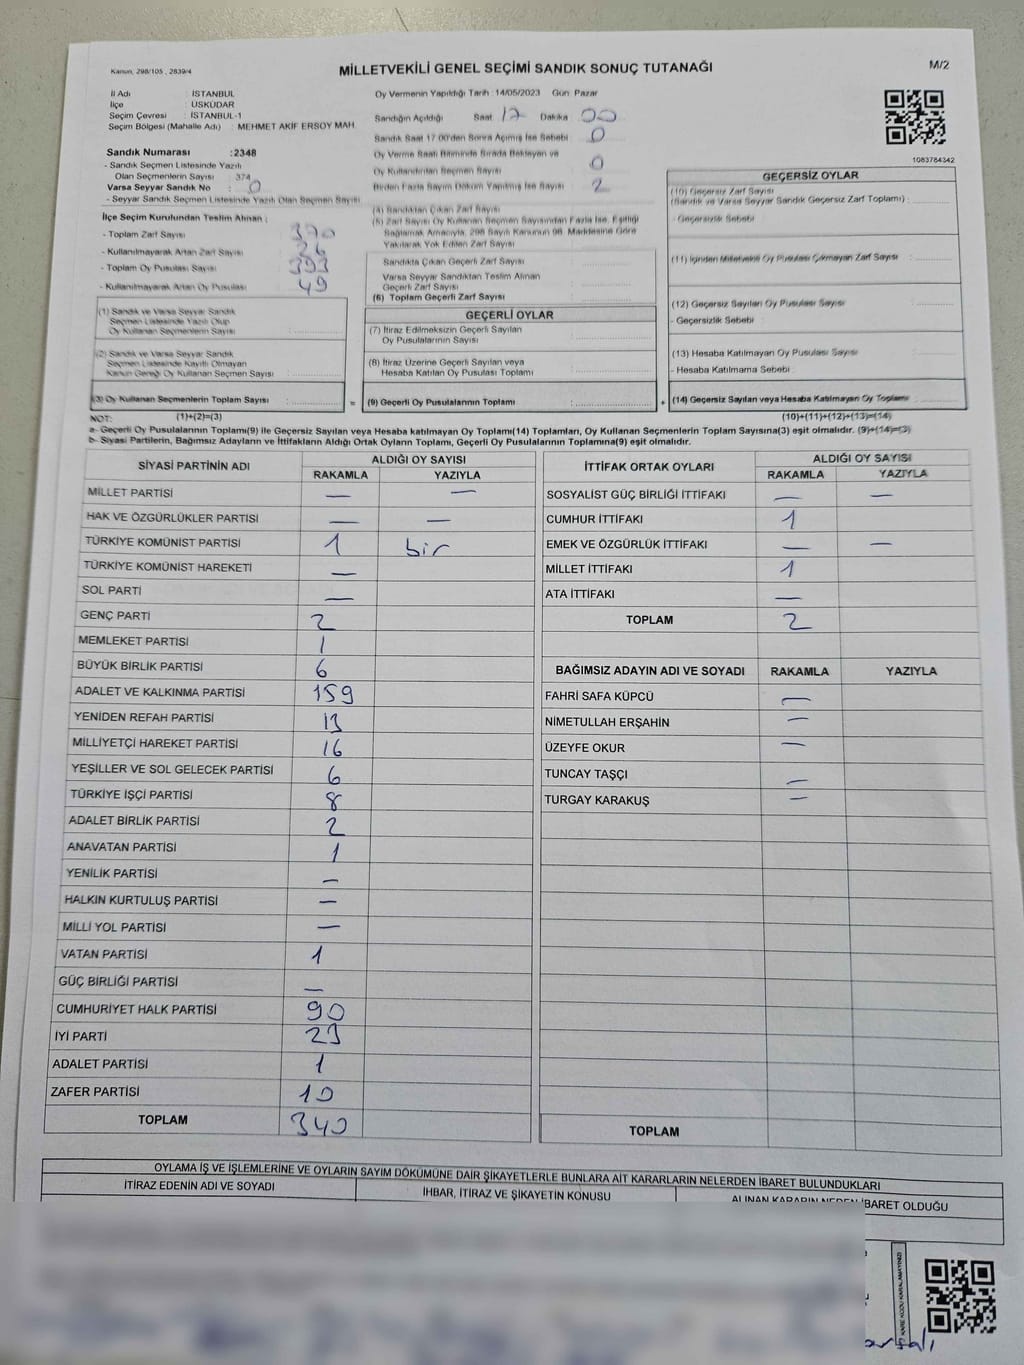 Kanun, 298/105 , 2839/4
MİLLETVEKİLİ GENEL SEÇİMİ SANDIK SONUÇ TUTANAĞI
M/2
İl Adı : İSTANBUL
İlçe : ÜSKÜDAR
Seçim Çevresi : İSTANBUL-1
Seçim Bölgesi (Mahalle Adı) : MEHMET AKİF ERSOY MAH.
Oy Vermenin Yapıldığı Tarih : 14/05/2023 Gün: Pazar
Sandığın Açıldığı Saat 17 Dakika 00
Sandık Saat 17.00'den Sonra Açılmış İse Sebebi : 0
Oy Verme Saati Bitiminde Sırada Bekleyen ve
Oy Kullandırılan Seçmen Sayısı : 0
Birden Fazla Sayım Döküm Yapılmış İse Sayısı : 2
1083784342
Sandık Numarası : 2348
- Sandık Seçmen Listesinde Yazılı
Olan Seçmenlerin Sayısı : 374
Varsa Seyyar Sandık No : 0
- Seyyar Sandık Seçmen Listesinde Yazılı Olan Seçmen Sayısı
İlçe Seçim Kurulundan Teslim Alınan :
- Toplam Zarf Sayısı : 370
- Kullanılmayarak Artan Zarf Sayısı : 26
- Toplam Oy Pusulası Sayısı : 393
- Kullanılmayarak Artan Oy Pusulası : 49
(4) Sandıktan Çıkan Zarf Sayısı
(5) Zarf Sayısı Oy Kullanan Seçmen Sayısından Fazla İse, Eşitliği
Sağlamak Amacıyla, 298 Sayılı Kanunun 98. Maddesine Göre
Yakılarak Yok Edilen Zarf Sayısı
Sandıkta Çıkan Geçerli Zarf Sayısı
Varsa Seyyar Sandıktan Teslim Alınan
Geçerli Zarf Sayısı
(6) Toplam Geçerli Zarf Sayısı
GEÇERSİZ OYLAR
(10) Geçersiz Zarf Sayısı
(Sandık ve Varsa Seyyar Sandık Geçersiz Zarf Toplamı) :
- Geçersizlik Sebebi :
(11) İçinden Milletvekili Oy Pusulası Çıkmayan Zarf Sayısı
(12) Geçersiz Sayılan Oy Pusulası Sayısı :
- Geçersizlik Sebebi :
(13) Hesaba Katılmayan Oy Pusulası Sayısı :
- Hesaba Katılmama Sebebi :
(14) Geçersiz Sayılan veya Hesaba Katılmayan Oy Toplamı :
(10)+(11)+(12)+(13)=(14)
(1) Sandık ve Varsa Seyyar Sandık
Seçmen Listesinde Yazılı Olup
Oy Kullanan Seçmenlerin Sayısı :
(2) Sandık ve Varsa Seyyar Sandık
Seçmen Listesinde Kayıtlı Olmayan
Kanun Gereği Oy Kullanan Seçmen Sayısı :
(3) Oy Kullanan Seçmenlerin Toplam Sayısı :
(1)+(2)=(3)
GEÇERLİ OYLAR
(7) İtiraz Edilmeksizin Geçerli Sayılan
Oy Pusulalarının Sayısı :
(8) İtiraz Üzerine Geçerli Sayılan veya
Hesaba Katılan Oy Pusulası Toplamı :
= (9) Geçerli Oy Pusulalarının Toplamı : +
NOT:
a- Geçerli Oy Pusulalarının Toplamı(9) ile Geçersiz Sayılan veya Hesaba katılmayan Oy Toplamı(14) Toplamları, Oy Kullanan Seçmenlerin Toplam Sayısına(3) eşit olmalıdır. (9)+(14)=(3)
b- Siyasi Partilerin, Bağımsız Adayların ve İttifakların Aldığı Ortak Oyların Toplamı, Geçerli Oy Pusulalarının Toplamına(9) eşit olmalıdır.
SİYASİ PARTİNİN ADI ALDIĞI OY SAYISI
RAKAMLA YAZIYLA
MİLLET PARTİSİ — —
HAK VE ÖZGÜRLÜKLER PARTİSİ — —
TÜRKİYE KOMÜNİST PARTİSİ 1 bir
TÜRKİYE KOMÜNİST HAREKETİ —
SOL PARTİ —
GENÇ PARTİ 2
MEMLEKET PARTİSİ 1
BÜYÜK BİRLİK PARTİSİ 6
ADALET VE KALKINMA PARTİSİ 159
YENİDEN REFAH PARTİSİ 13
MİLLİYETÇİ HAREKET PARTİSİ 16
YEŞİLLER VE SOL GELECEK PARTİSİ 6
TÜRKİYE İŞÇİ PARTİSİ 8
ADALET BİRLİK PARTİSİ 2
ANAVATAN PARTİSİ 1
YENİLİK PARTİSİ —
HALKIN KURTULUŞ PARTİSİ —
MİLLİ YOL PARTİSİ —
VATAN PARTİSİ 1
GÜÇ BİRLİĞİ PARTİSİ —
CUMHURİYET HALK PARTİSİ 90
İYİ PARTİ 23
ADALET PARTİSİ 1
ZAFER PARTİSİ 10
TOPLAM 340
İTTİFAK ORTAK OYLARI ALDIĞI OY SAYISI
RAKAMLA YAZIYLA
SOSYALİST GÜÇ BİRLİĞİ İTTİFAKI — —
CUMHUR İTTİFAKI 1
EMEK VE ÖZGÜRLÜK İTTİFAKI — —
MİLLET İTTİFAKI 1
ATA İTTİFAKI —
TOPLAM 2
BAĞIMSIZ ADAYIN ADI VE SOYADI RAKAMLA YAZIYLA
FAHRİ SAFA KÜPCÜ —
NİMETULLAH ERŞAHİN —
ÜZEYFE OKUR —
TUNCAY TAŞÇI —
TURGAY KARAKUŞ —
TOPLAM
OYLAMA İŞ VE İŞLEMLERİNE VE OYLARIN SAYIM DÖKÜMÜNE DAİR ŞİKAYETLERLE BUNLARA AİT KARARLARIN NELERDEN İBARET BULUNDUKLARI
İTİRAZ EDENİN ADI VE SOYADI İHBAR, İTİRAZ VE ŞİKAYETİN KONUSU ALINAN KARARIN NEDEN İBARET OLDUĞU